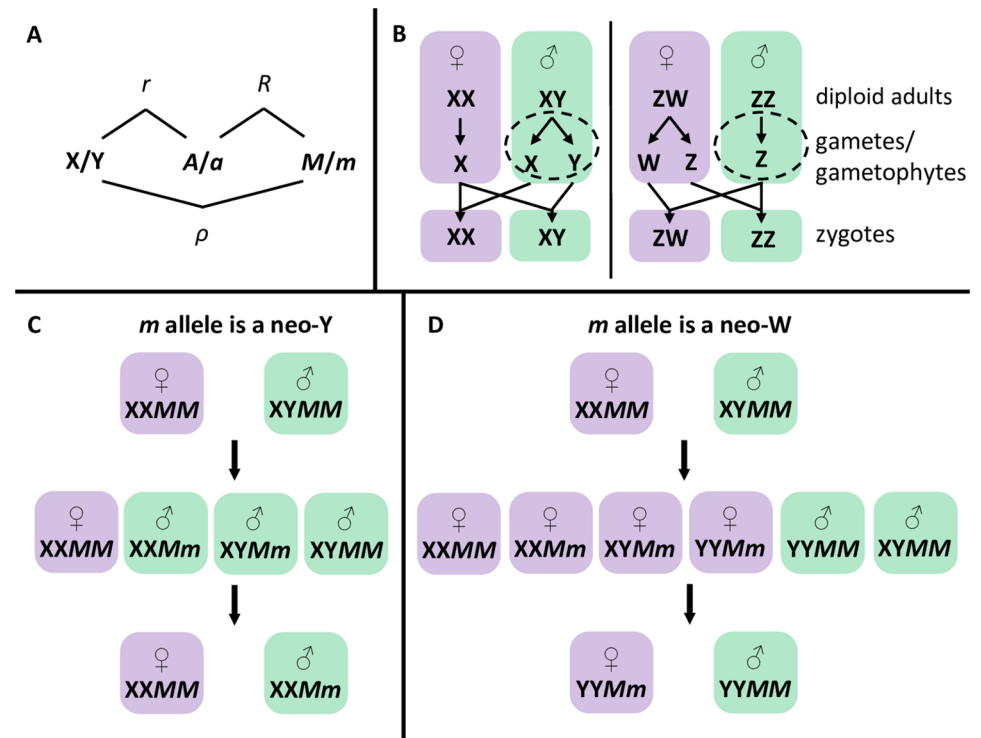 A
r R
X/Y A/a M/m
ρ
B
♀ ♂ ♀ ♂
XX XY ZW ZZ diploid adults
X X Y W Z Z gametes/
gametophytes
XX XY ZW ZZ zygotes
C m allele is a neo-Y
♀ ♂
XXMM XYMM
♀ ♂ ♂ ♂
XXMM XXMm XYMm XYMM
♀ ♂
XXMM XXMm
D m allele is a neo-W
♀ ♂
XXMM XYMM
♀ ♀ ♀ ♀ ♂ ♂
XXMM XXMm XYMm YYMm YYMM XYMM
♀ ♂
YYMm YYMM